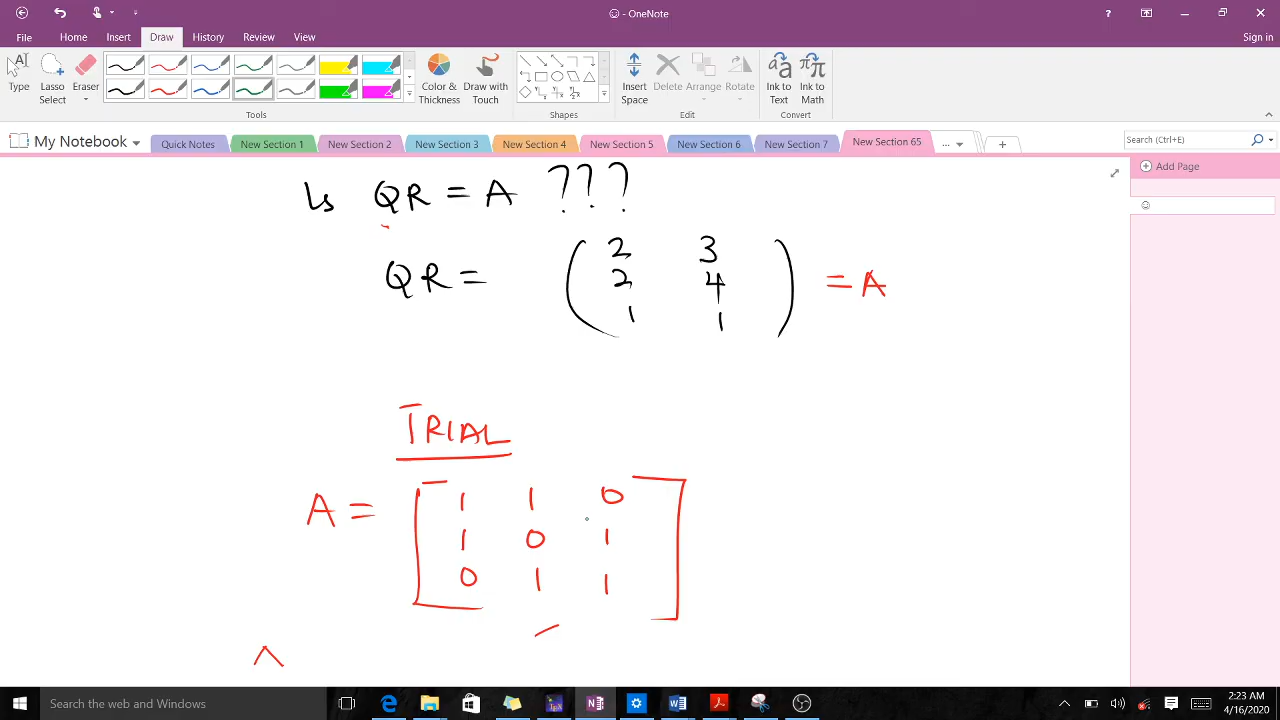 - OneNote
File Home Insert Draw History Review View
Sign in
Type Lasso Select Eraser Color & Thickness Draw with Touch Insert Space Delete Arrange Rotate Ink to Text Ink to Math
Tools Shapes Edit Convert
My Notebook Quick Notes New Section 1 New Section 2 New Section 3 New Section 4 New Section 5 New Section 6 New Section 7 New Section 65 ... Search (Ctrl+E)
Add Page
Is QR = A ???
QR = ( 2 3
2 4
1 1 ) = A
TRIAL
A = [ 1 1 0
1 0 1
0 1 1 ]
Search the web and Windows
2:23 AM
4/16/2020